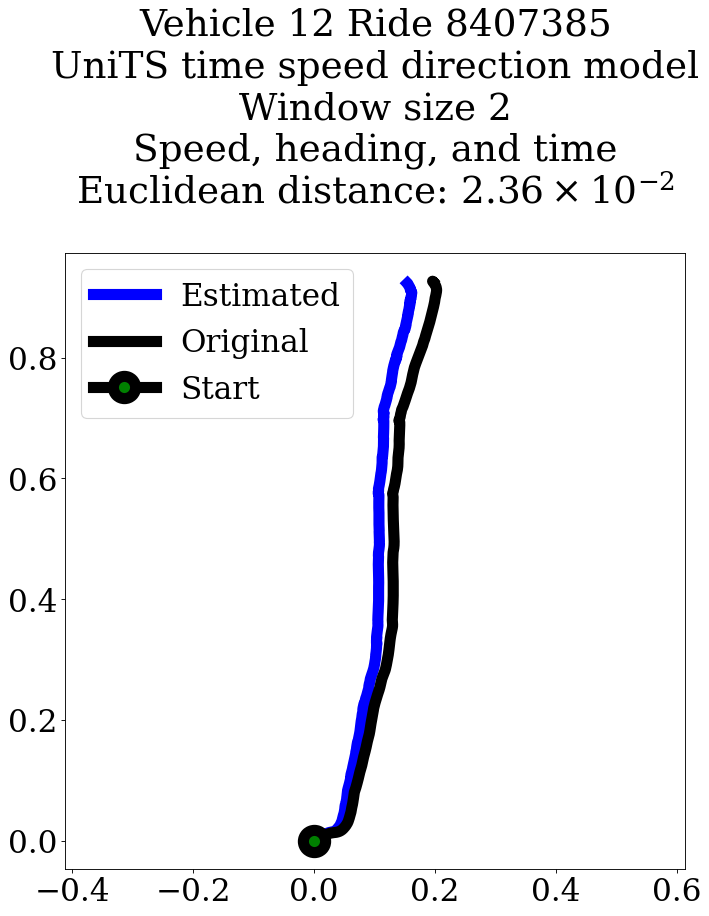 Vehicle 12 Ride 8407385
UniTS time speed direction model
Window size 2
Speed, heading, and time
Euclidean distance: 2.36 × 10⁻²
Estimated
Original
Start
0.8
0.6
0.4
0.2
0.0
−0.4 −0.2 0.0 0.2 0.4 0.6